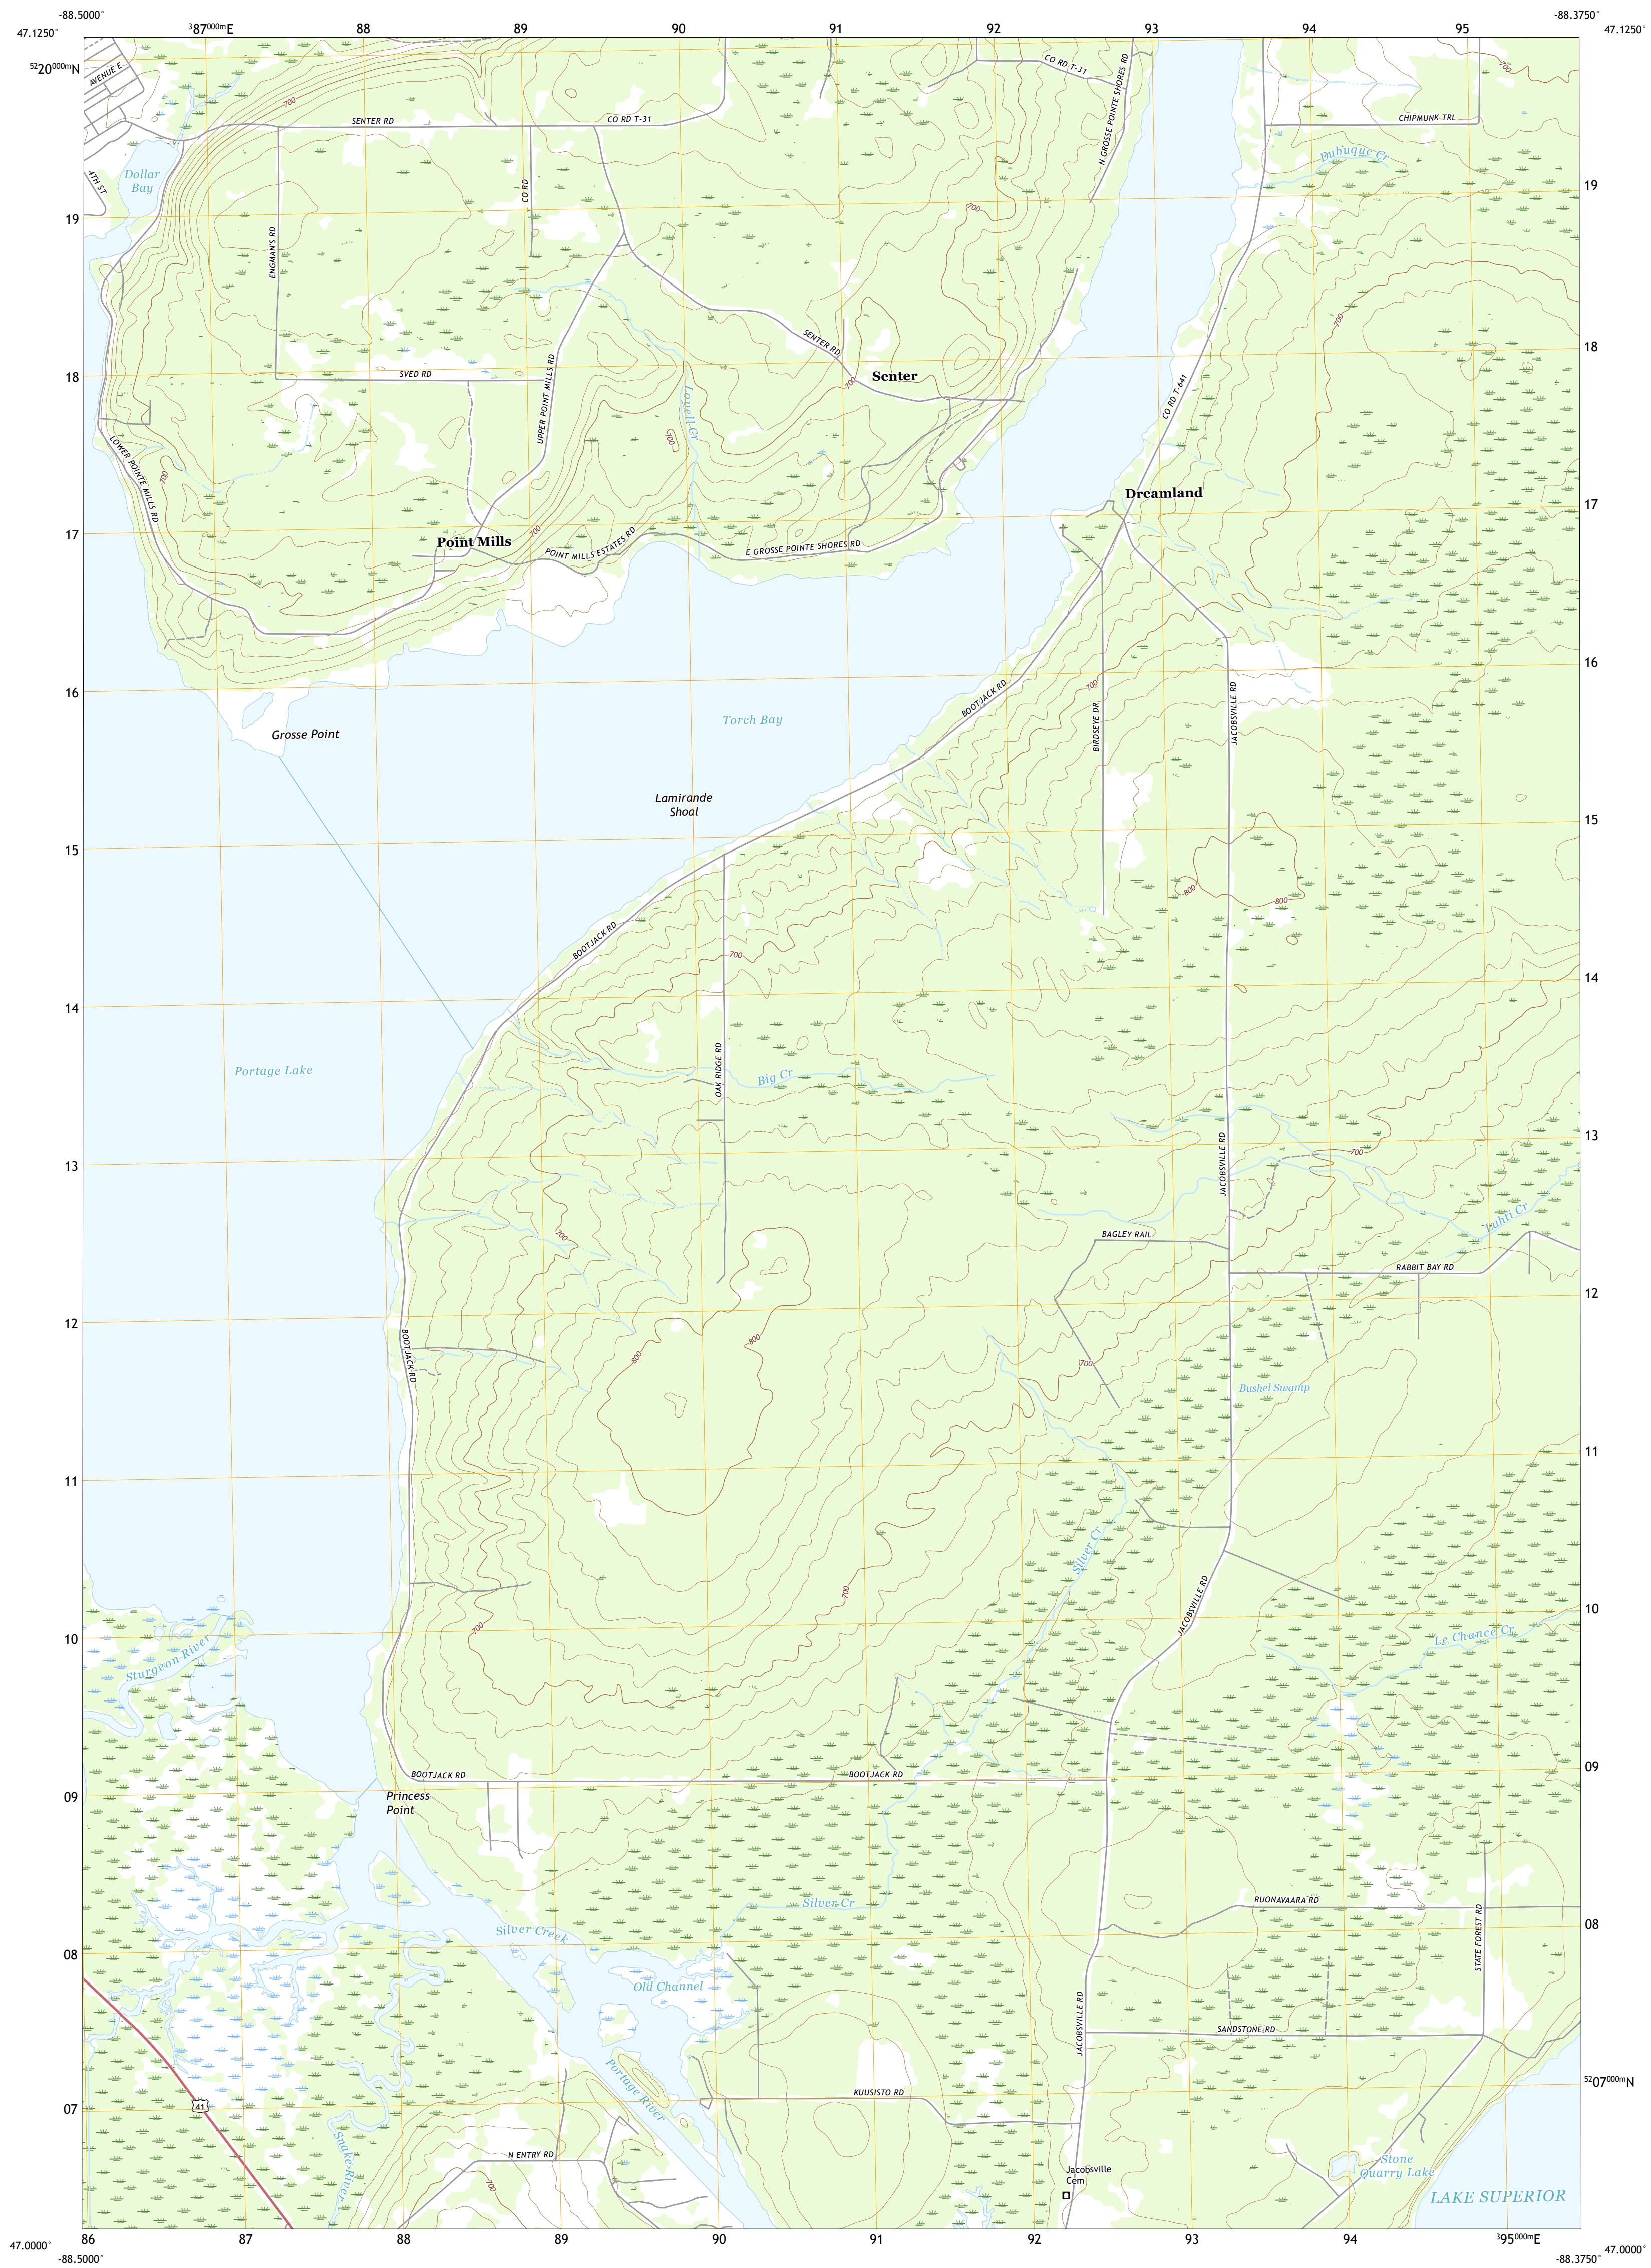 -88.5000°
³87⁰⁰⁰ᵐE
88
89
90
91
92
93
94
95
-88.3750°
47.1250°
47.1250°
⁵²20⁰⁰⁰ᵐN
AVENUE E
700
SENTER RD
CO RD T-31
CO RD T-31
N GROSSE POINTE SHORES RD
CHIPMUNK TRL
700
Dubuque Cr
Dollar
Bay
4TH ST
CO RD
19
19
700
ENGMAN'S RD
700
18
18
SENTER RD
SVED RD
Senter
700
UPPER POINT MILLS RD
Lovell Cr
CO RD T-641
LOWER POINTE MILLS RD
700
700
Dreamland
17
17
700
Point Mills
POINT MILLS ESTATES RD
E GROSSE POINTE SHORES RD
16
16
700
BOOTJACK RD
BIRDSEYE DR
JACOBSVILLE RD
Torch Bay
Grosse Point
Lamirande
Shoal
15
15
800
800
BOOTJACK RD
700
14
14
Portage Lake
OAK RIDGE RD
Big Cr
13
13
JACOBSVILLE RD
700
Lahti Cr
700
BAGLEY RAIL
RABBIT BAY RD
12
12
BOOTJACK RD
800
800
700
Bushel Swamp
11
11
Silver Cr
700
JACOBSVILLE RD
10
10
700
Sturgeon River
Le Chance Cr
09
09
BOOTJACK RD
BOOTJACK RD
Princess
Point
Silver Cr
RUONAVAARA RD
08
08
Silver Creek
STATE FOREST RD
Old Channel
JACOBSVILLE RD
SANDSTONE RD
Portage River
KUUSISTO RD
⁵²07⁰⁰⁰ᵐN
07
41
Snake River
N ENTRY RD
700
Jacobsville
Cem
Stone
Quarry Lake
LAKE SUPERIOR
86
87
88
89
90
91
92
93
94
³95⁰⁰⁰ᵐE
47.0000°
47.0000°
-88.5000°
-88.3750°